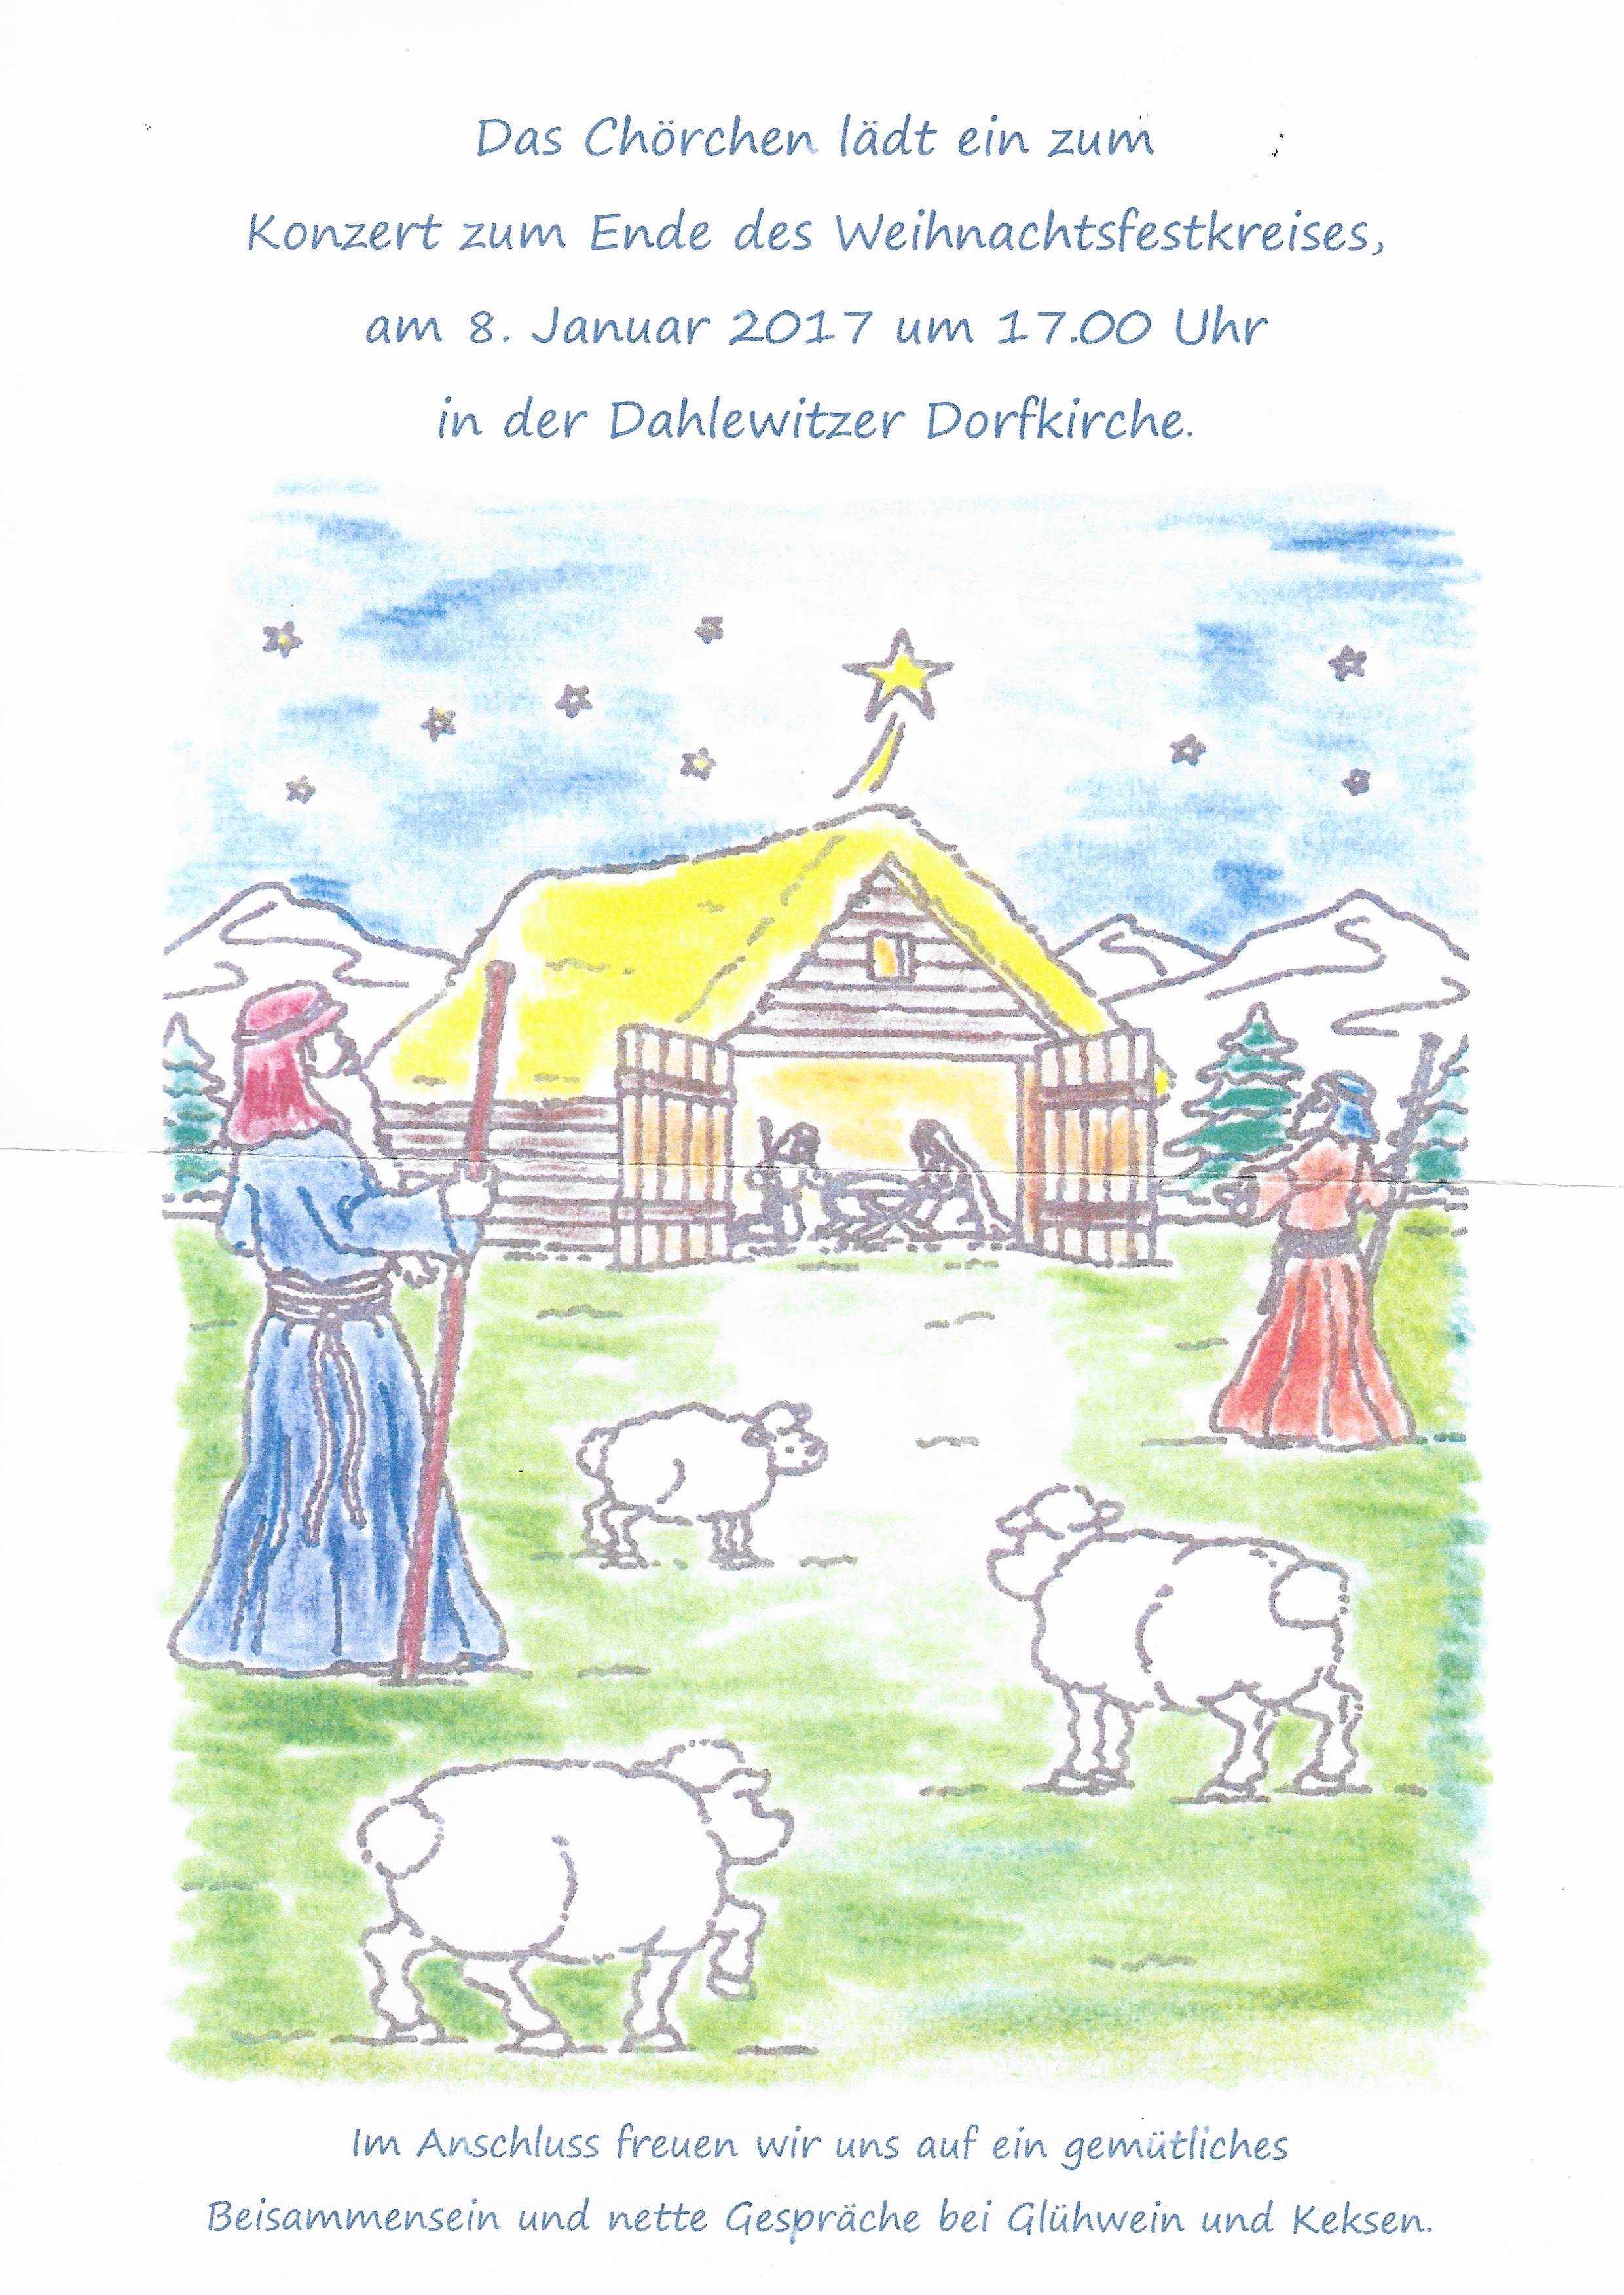 Das Chörchen lädt ein zum
Konzert zum Ende des Weihnachtsfestkreises,
am 8. Januar 2017 um 17.00 Uhr
in der Dahlewitzer Dorfkirche.
Im Anschluss freuen wir uns auf ein gemütliches
Beisammensein und nette Gespräche bei Glühwein und Keksen.